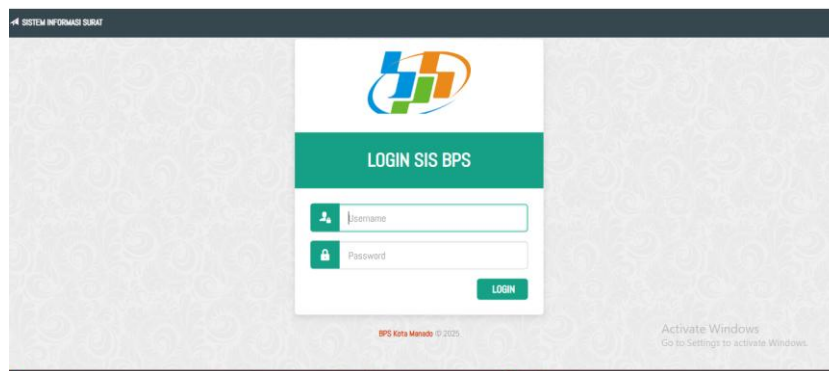 SISTEM INFORMASI SURAT
LOGIN SIS BPS
Username
Password
LOGIN
BPS Kota Manado © 2025
Activate Windows
Go to Settings to activate Windows.